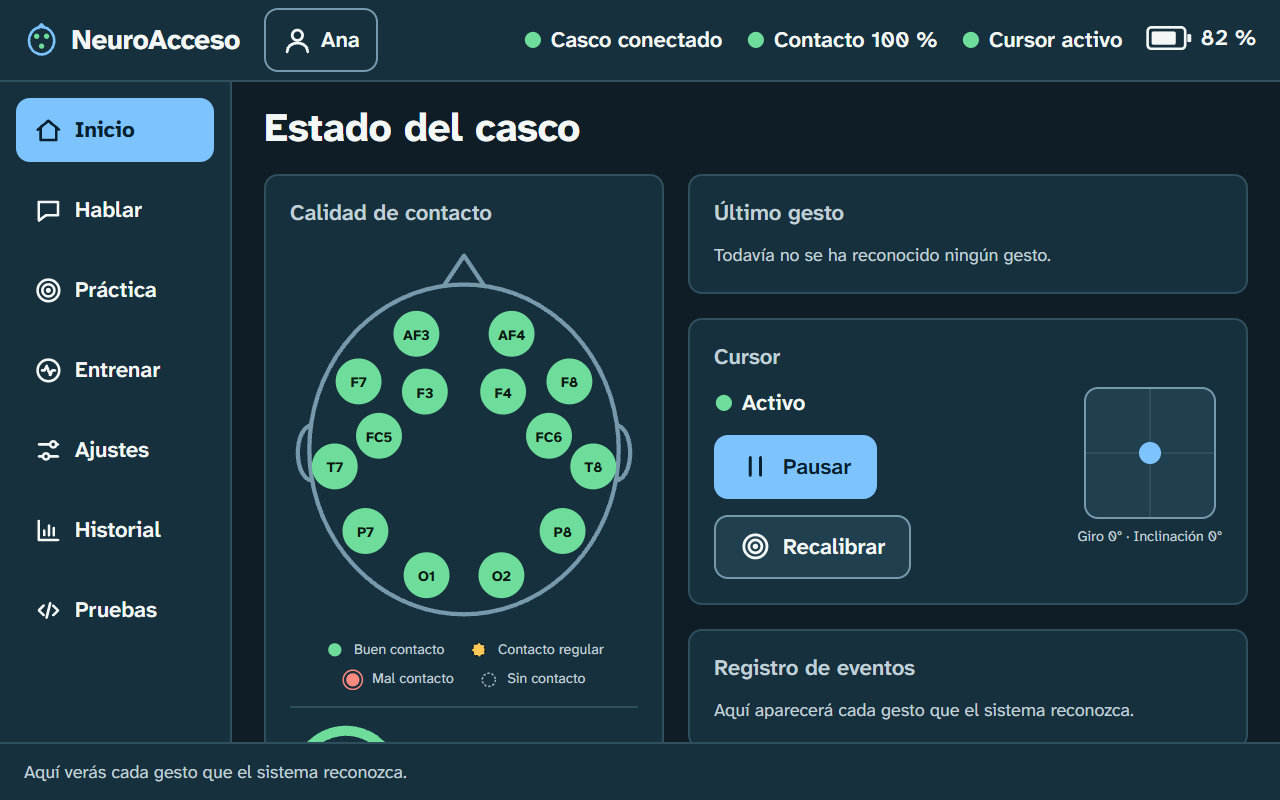 NeuroAcceso
Ana
Casco conectado
Contacto 100 %
Cursor activo
82 %
Inicio
Hablar
Práctica
Entrenar
Ajustes
Historial
Pruebas
Estado del casco
Calidad de contacto
AF3 AF4
F7 F3 F4 F8
FC5 FC6
T7 T8
P7 P8
O1 O2
Buen contacto
Contacto regular
Mal contacto
Sin contacto
Último gesto
Todavía no se ha reconocido ningún gesto.
Cursor
Activo
Pausar
Recalibrar
Giro 0° · Inclinación 0°
Registro de eventos
Aquí aparecerá cada gesto que el sistema reconozca.
Aquí verás cada gesto que el sistema reconozca.